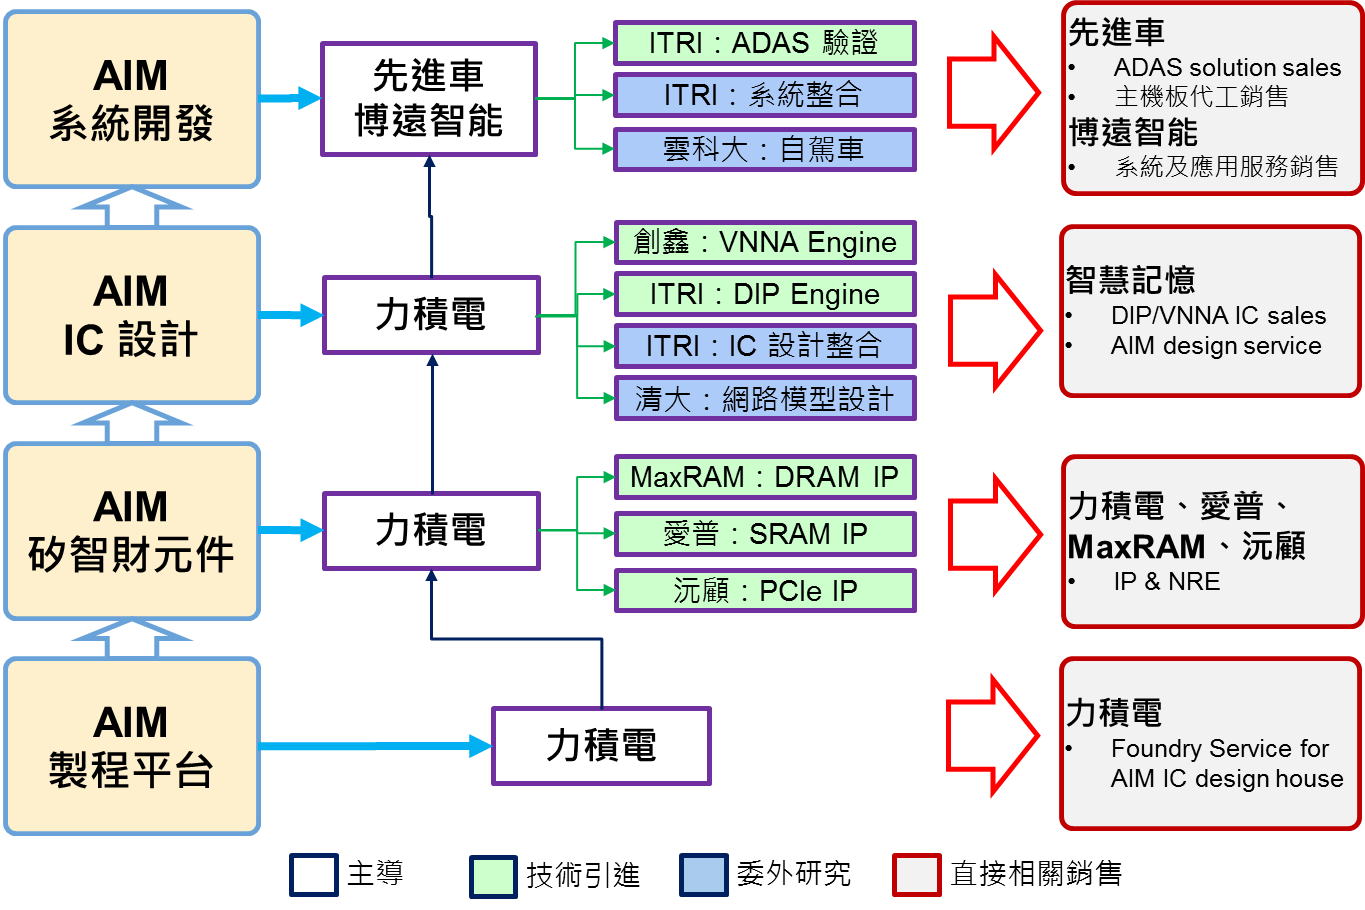 AIM
系統開發
先進車
博遠智能
ITRI：ADAS 驗證
ITRI：系統整合
雲科大：自駕車
先進車
• ADAS solution sales
• 主機板代工銷售
博遠智能
• 系統及應用服務銷售
AIM
IC 設計
力積電
創鑫：VNNA Engine
ITRI：DIP Engine
ITRI：IC 設計整合
清大：網路模型設計
智慧記憶
• DIP/VNNA IC sales
• AIM design service
AIM
矽智財元件
力積電
MaxRAM：DRAM IP
愛普：SRAM IP
沅顧：PCIe IP
力積電、愛普、
MaxRAM、沅顧
• IP & NRE
AIM
製程平台
力積電
力積電
• Foundry Service for
AIM IC design house
主導
技術引進
委外研究
直接相關銷售